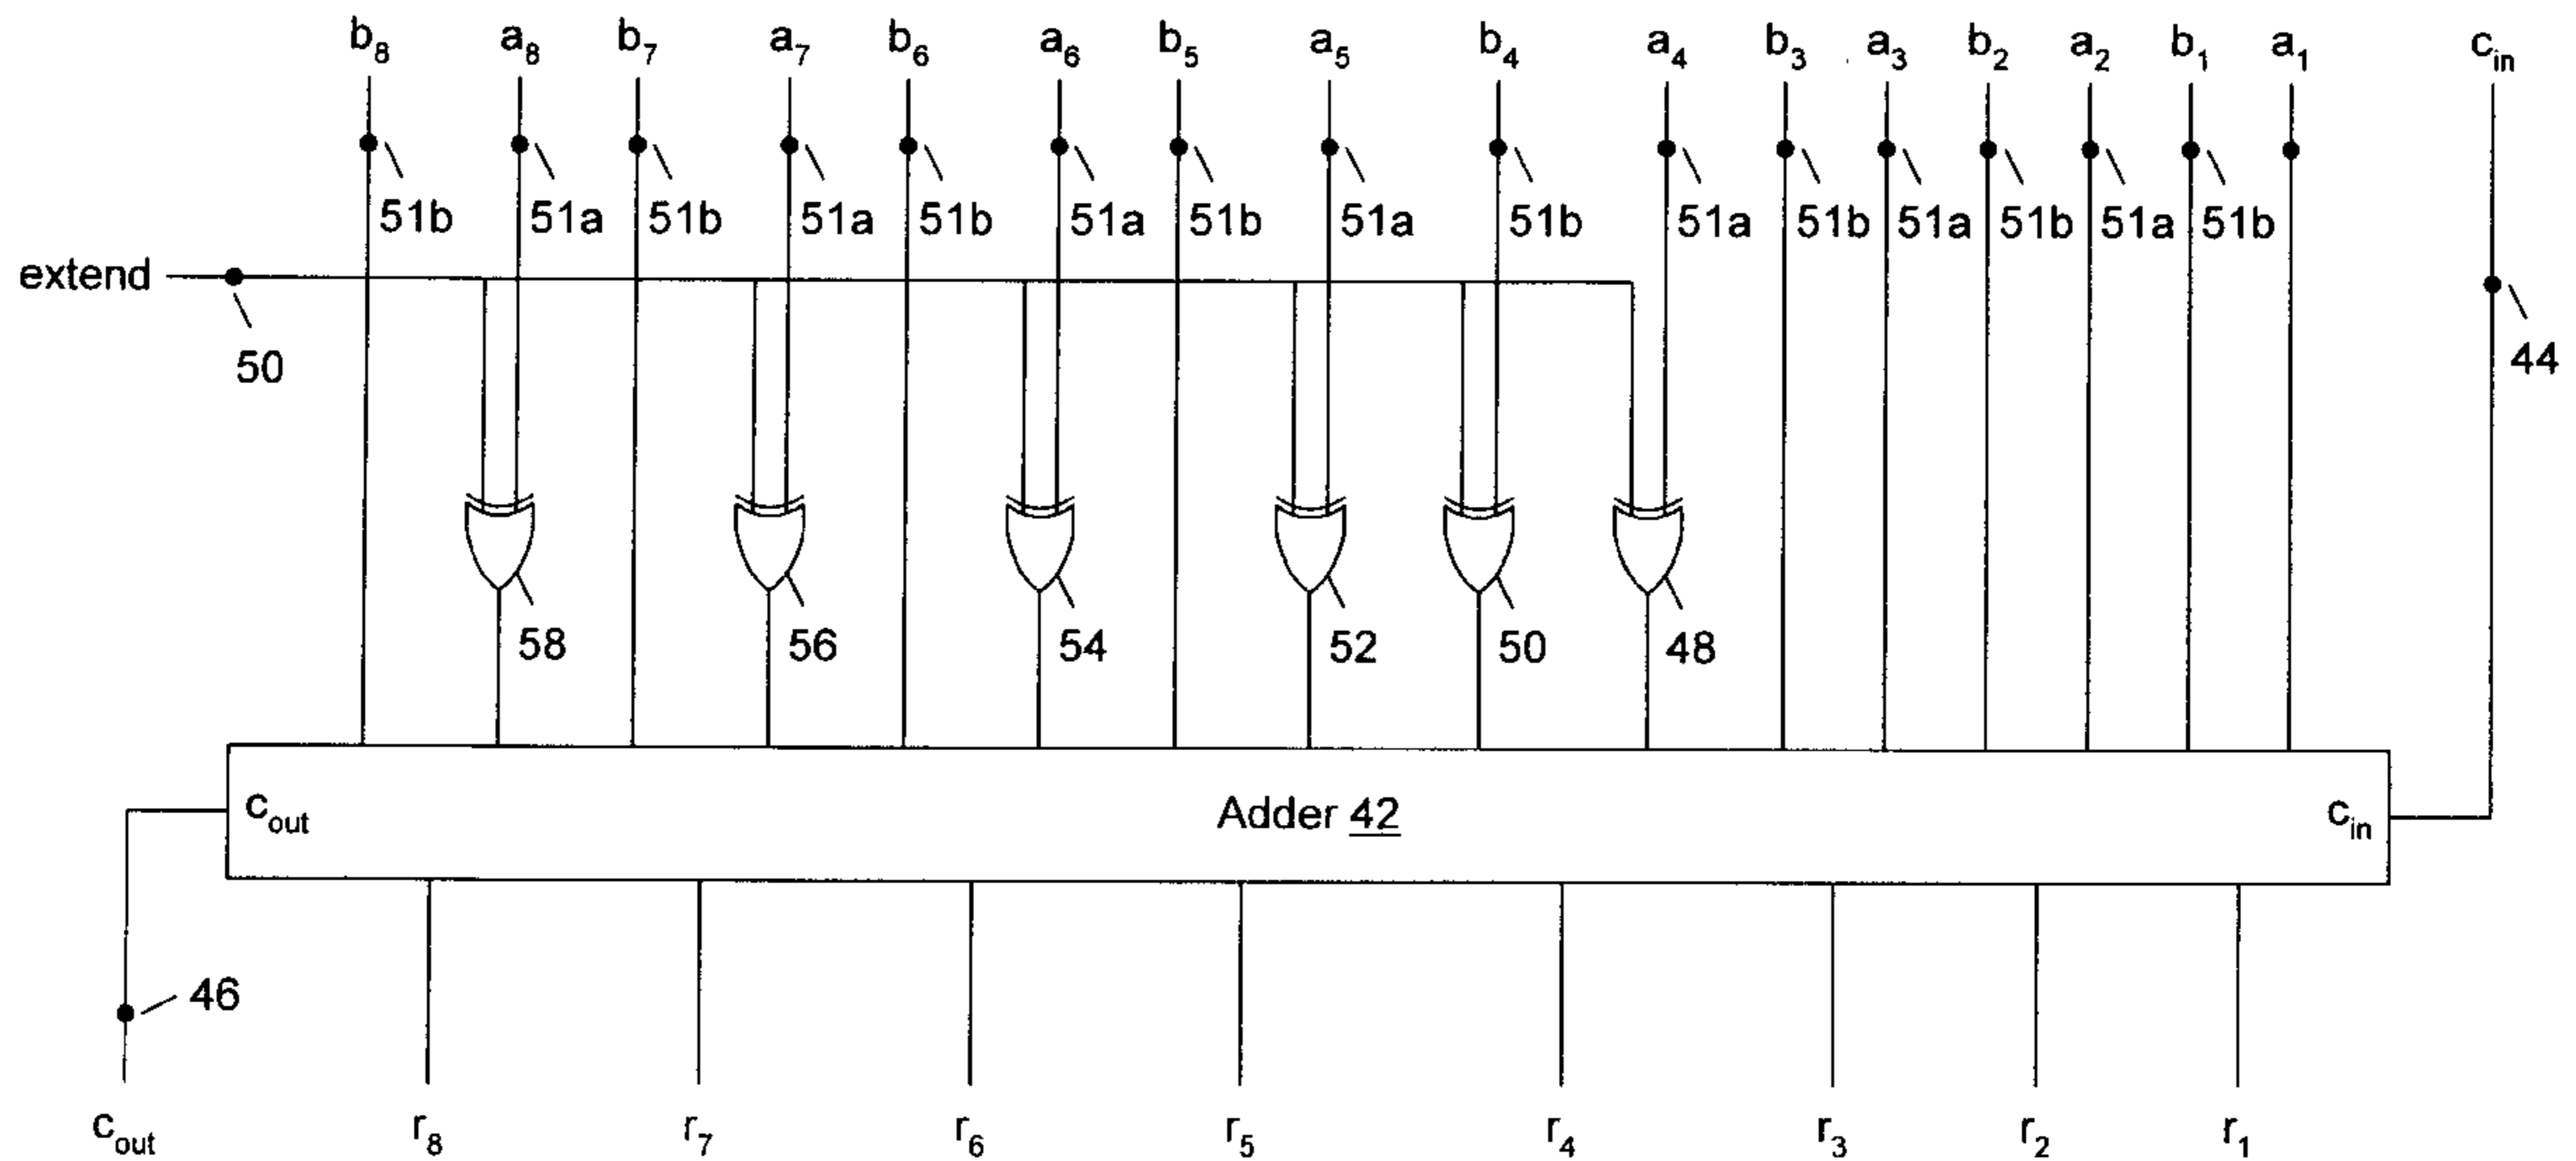 b8 a8 b7 a7 b6 a6 b5 a5 b4 a4 b3 a3 b2 a2 b1 a1 cin
51b 51a 51b 51a 51b 51a 51b 51a 51b 51a 51b 51a 51b 51a 51b
extend
50 44
58 56 54 52 50 48
cout Adder 42 cin
46
cout r8 r7 r6 r5 r4 r3 r2 r1